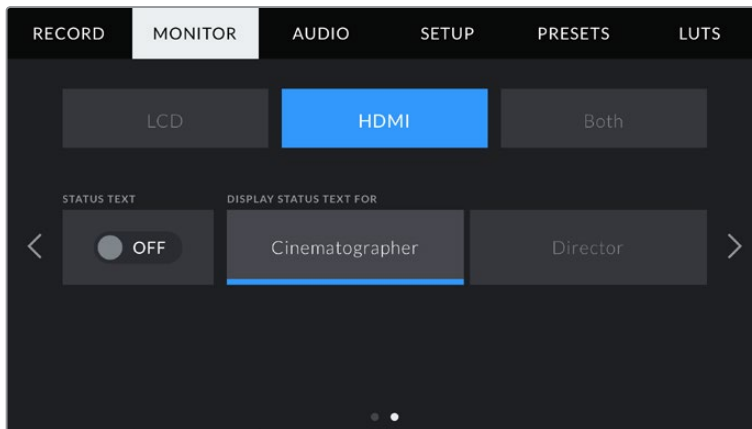 RECORD MONITOR AUDIO SETUP PRESETS LUTS
LCD HDMI Both
STATUS TEXT DISPLAY STATUS TEXT FOR
OFF Cinematographer Director